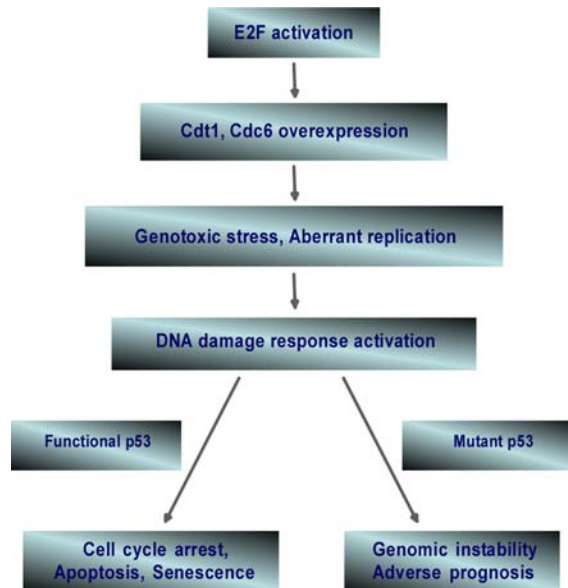 E2F activation
Cdt1, Cdc6 overexpression
Genotoxic stress, Aberrant replication
DNA damage response activation
Functional p53
Mutant p53
Cell cycle arrest,
Apoptosis, Senescence
Genomic instability
Adverse prognosis